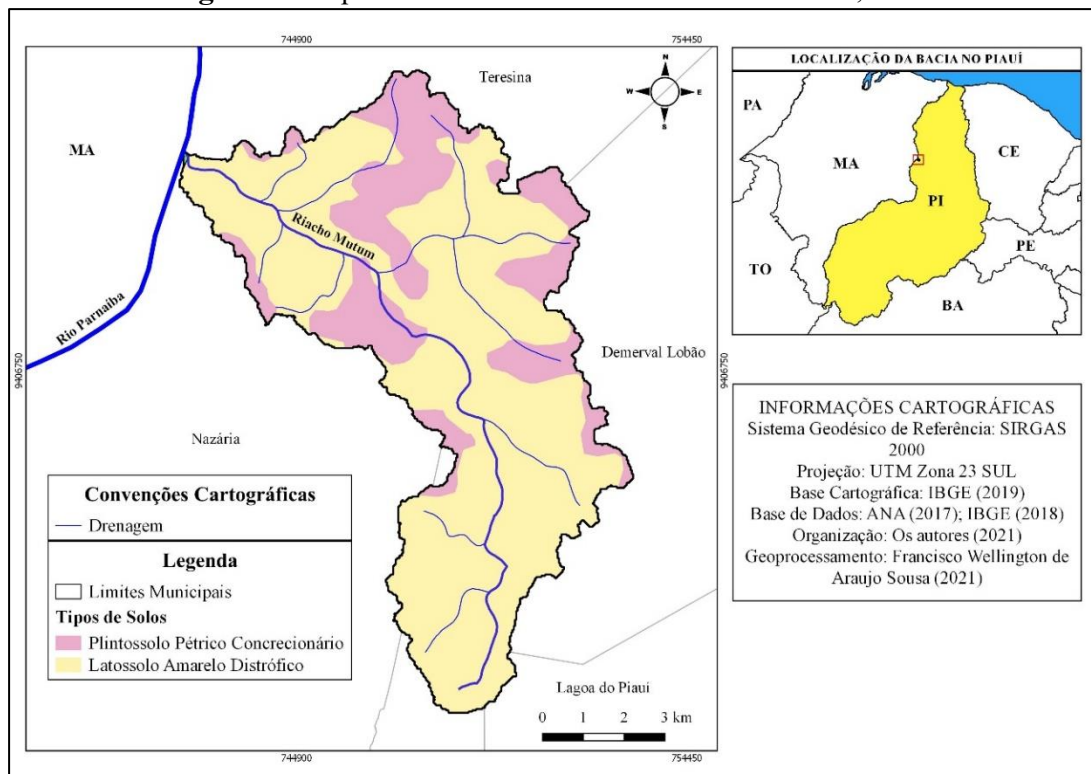 744900
754450
Teresina
N
W
E
S
MA
Riacho Mutum
Rio Parnaíba
9406750
Demerval Lobão
Nazária
Convenções Cartográficas
Drenagem
Legenda
Limites Municipais
Tipos de Solos
Plintossolo Pétrico Concrecionário
Latossolo Amarelo Distrófico
Lagoa do Piauí
0 1 2 3 km
744900
754450
LOCALIZAÇÃO DA BACIA NO PIAUÍ
PA
MA
CE
PI
PE
TO
BA
9406750
INFORMAÇÕES CARTOGRÁFICAS
Sistema Geodésico de Referência: SIRGAS
2000
Projeção: UTM Zona 23 SUL
Base Cartográfica: IBGE (2019)
Base de Dados: ANA (2017); IBGE (2018)
Organização: Os autores (2021)
Geoprocessamento: Francisco Wellington de
Araujo Sousa (2021)